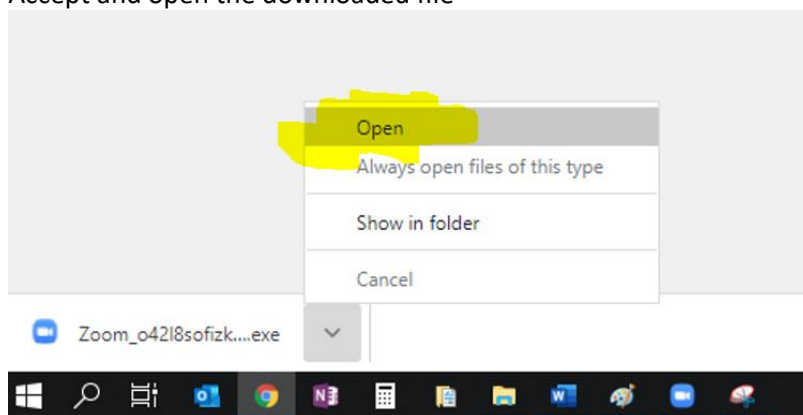 Accept and open the downloaded file
Open
Always open files of this type
Show in folder
Cancel
Zoom_o42l8sofizk....exe